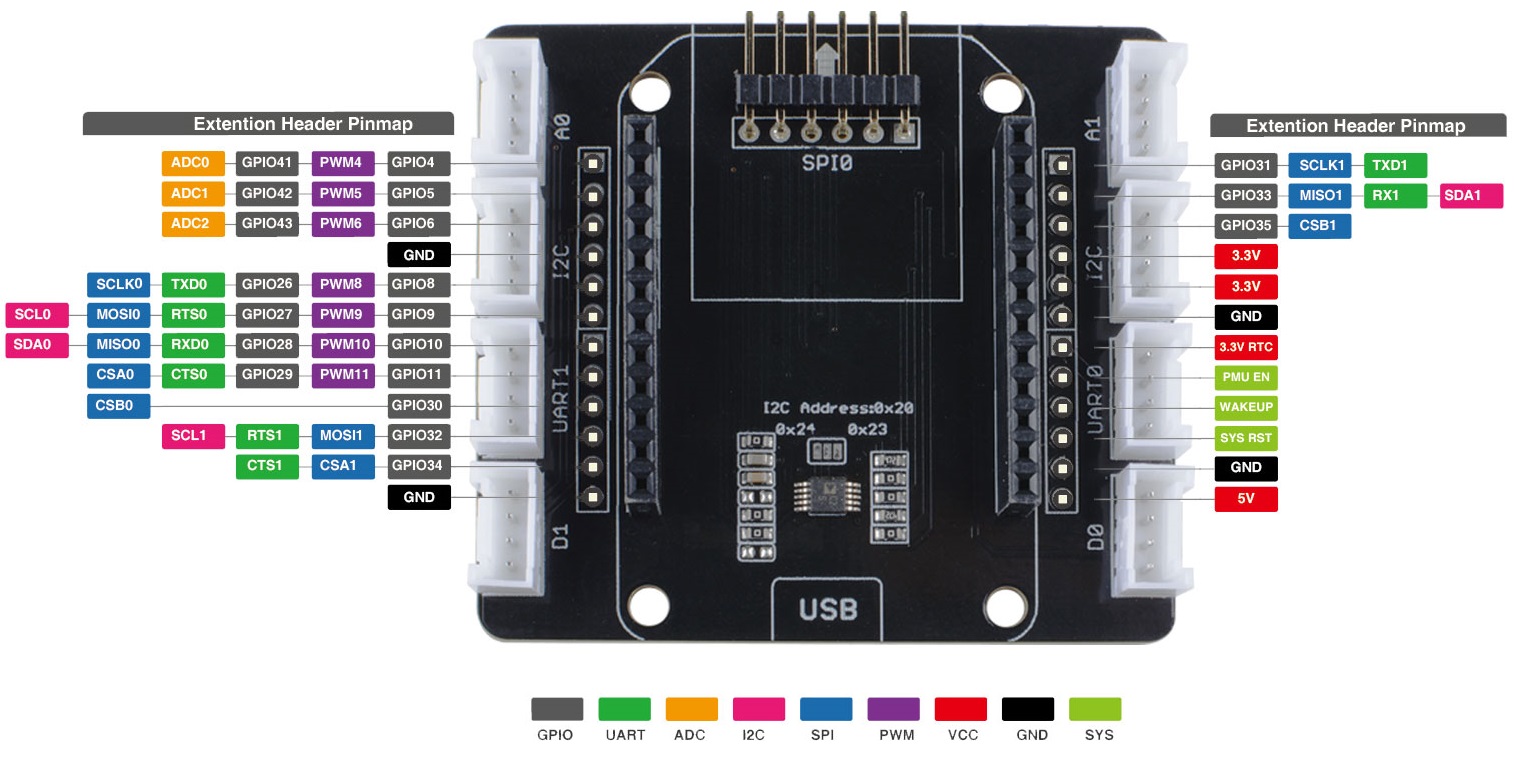 Extention Header Pinmap
ADC0 GPIO41 PWM4 GPIO4
ADC1 GPIO42 PWM5 GPIO5
ADC2 GPIO43 PWM6 GPIO6
GND
SCLK0 TXD0 GPIO26 PWM8 GPIO8
SCL0 MOSI0 RTS0 GPIO27 PWM9 GPIO9
SDA0 MISO0 RXD0 GPIO28 PWM10 GPIO10
CSA0 CTS0 GPIO29 PWM11 GPIO11
CSB0 GPIO30
SCL1 RTS1 MOSI1 GPIO32
CTS1 CSA1 GPIO34
GND
A0
I2C
UART1
D1
SPI0
I2C Address:0x20
0x24 0x23
USB
A1
I2C
UART0
D0
Extention Header Pinmap
GPIO31 SCLK1 TXD1
GPIO33 MISO1 RX1 SDA1
GPIO35 CSB1
3.3V
3.3V
GND
3.3V RTC
PMU EN
WAKEUP
SYS RST
GND
5V
GPIO UART ADC I2C SPI PWM VCC GND SYS